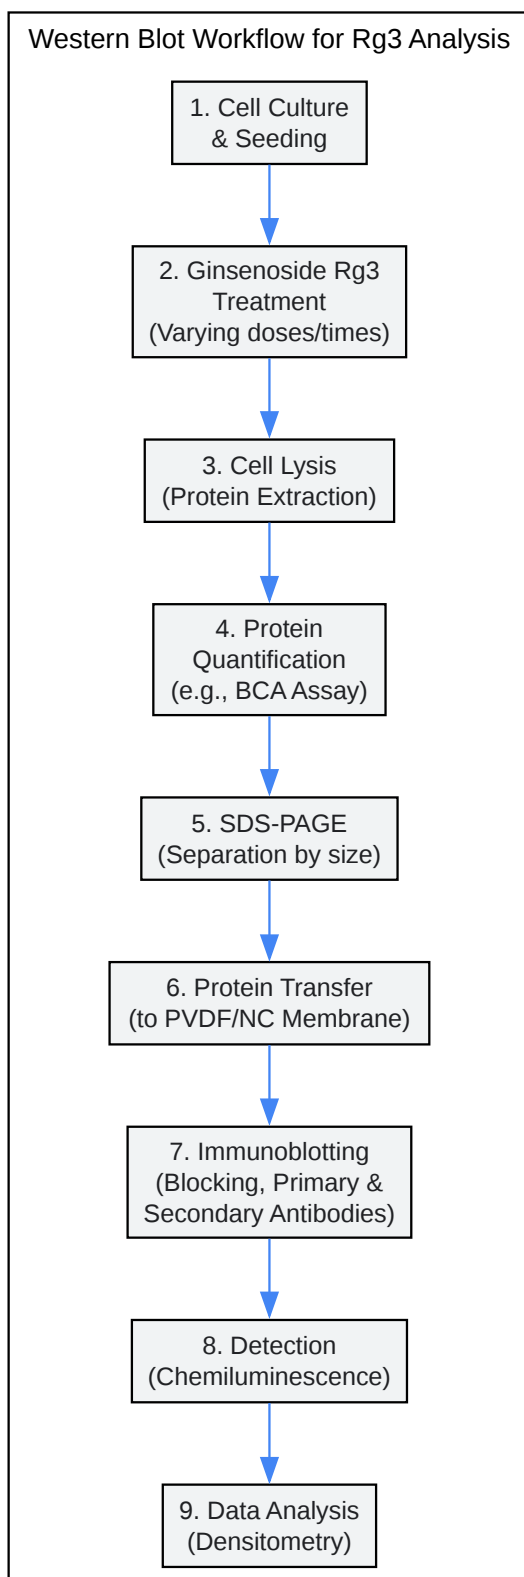 Western Blot Workflow for Rg3 Analysis
1. Cell Culture
& Seeding
2. Ginsenoside Rg3
Treatment
(Varying doses/times)
3. Cell Lysis
(Protein Extraction)
4. Protein
Quantification
(e.g., BCA Assay)
5. SDS-PAGE
(Separation by size)
6. Protein Transfer
(to PVDF/NC Membrane)
7. Immunoblotting
(Blocking, Primary &
Secondary Antibodies)
8. Detection
(Chemiluminescence)
9. Data Analysis
(Densitometry)